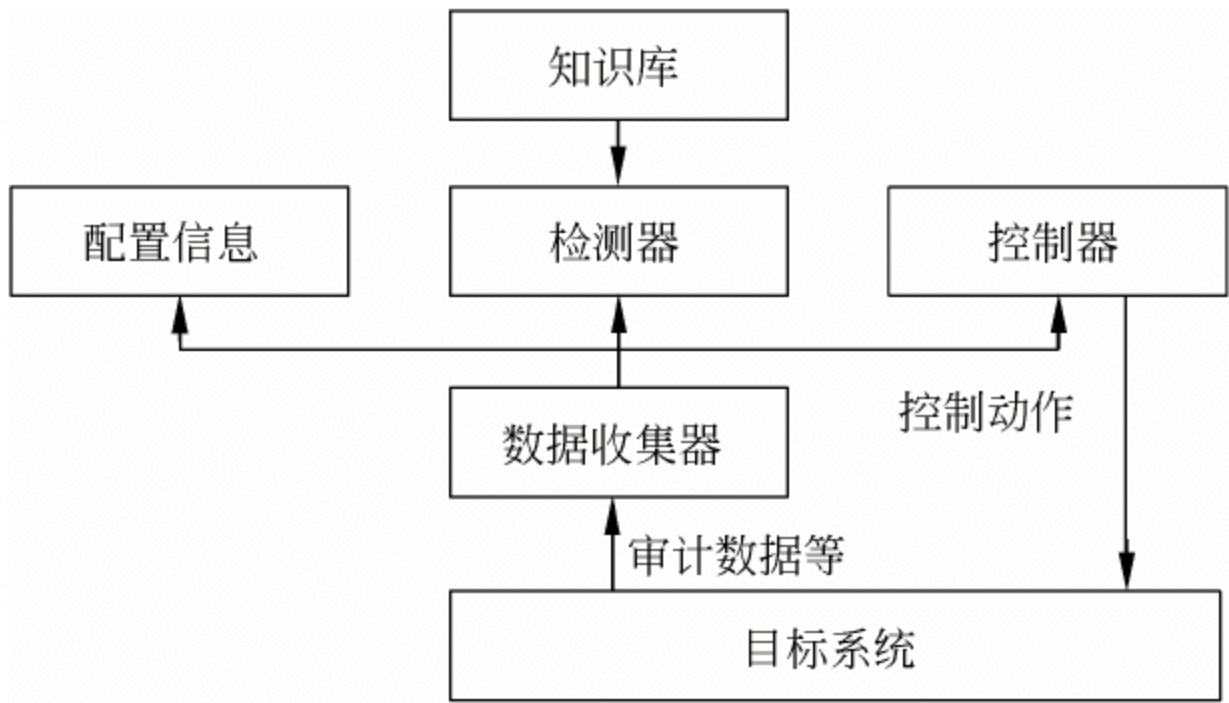 知识库
配置信息
检测器
控制器
控制动作
数据收集器
审计数据等
目标系统